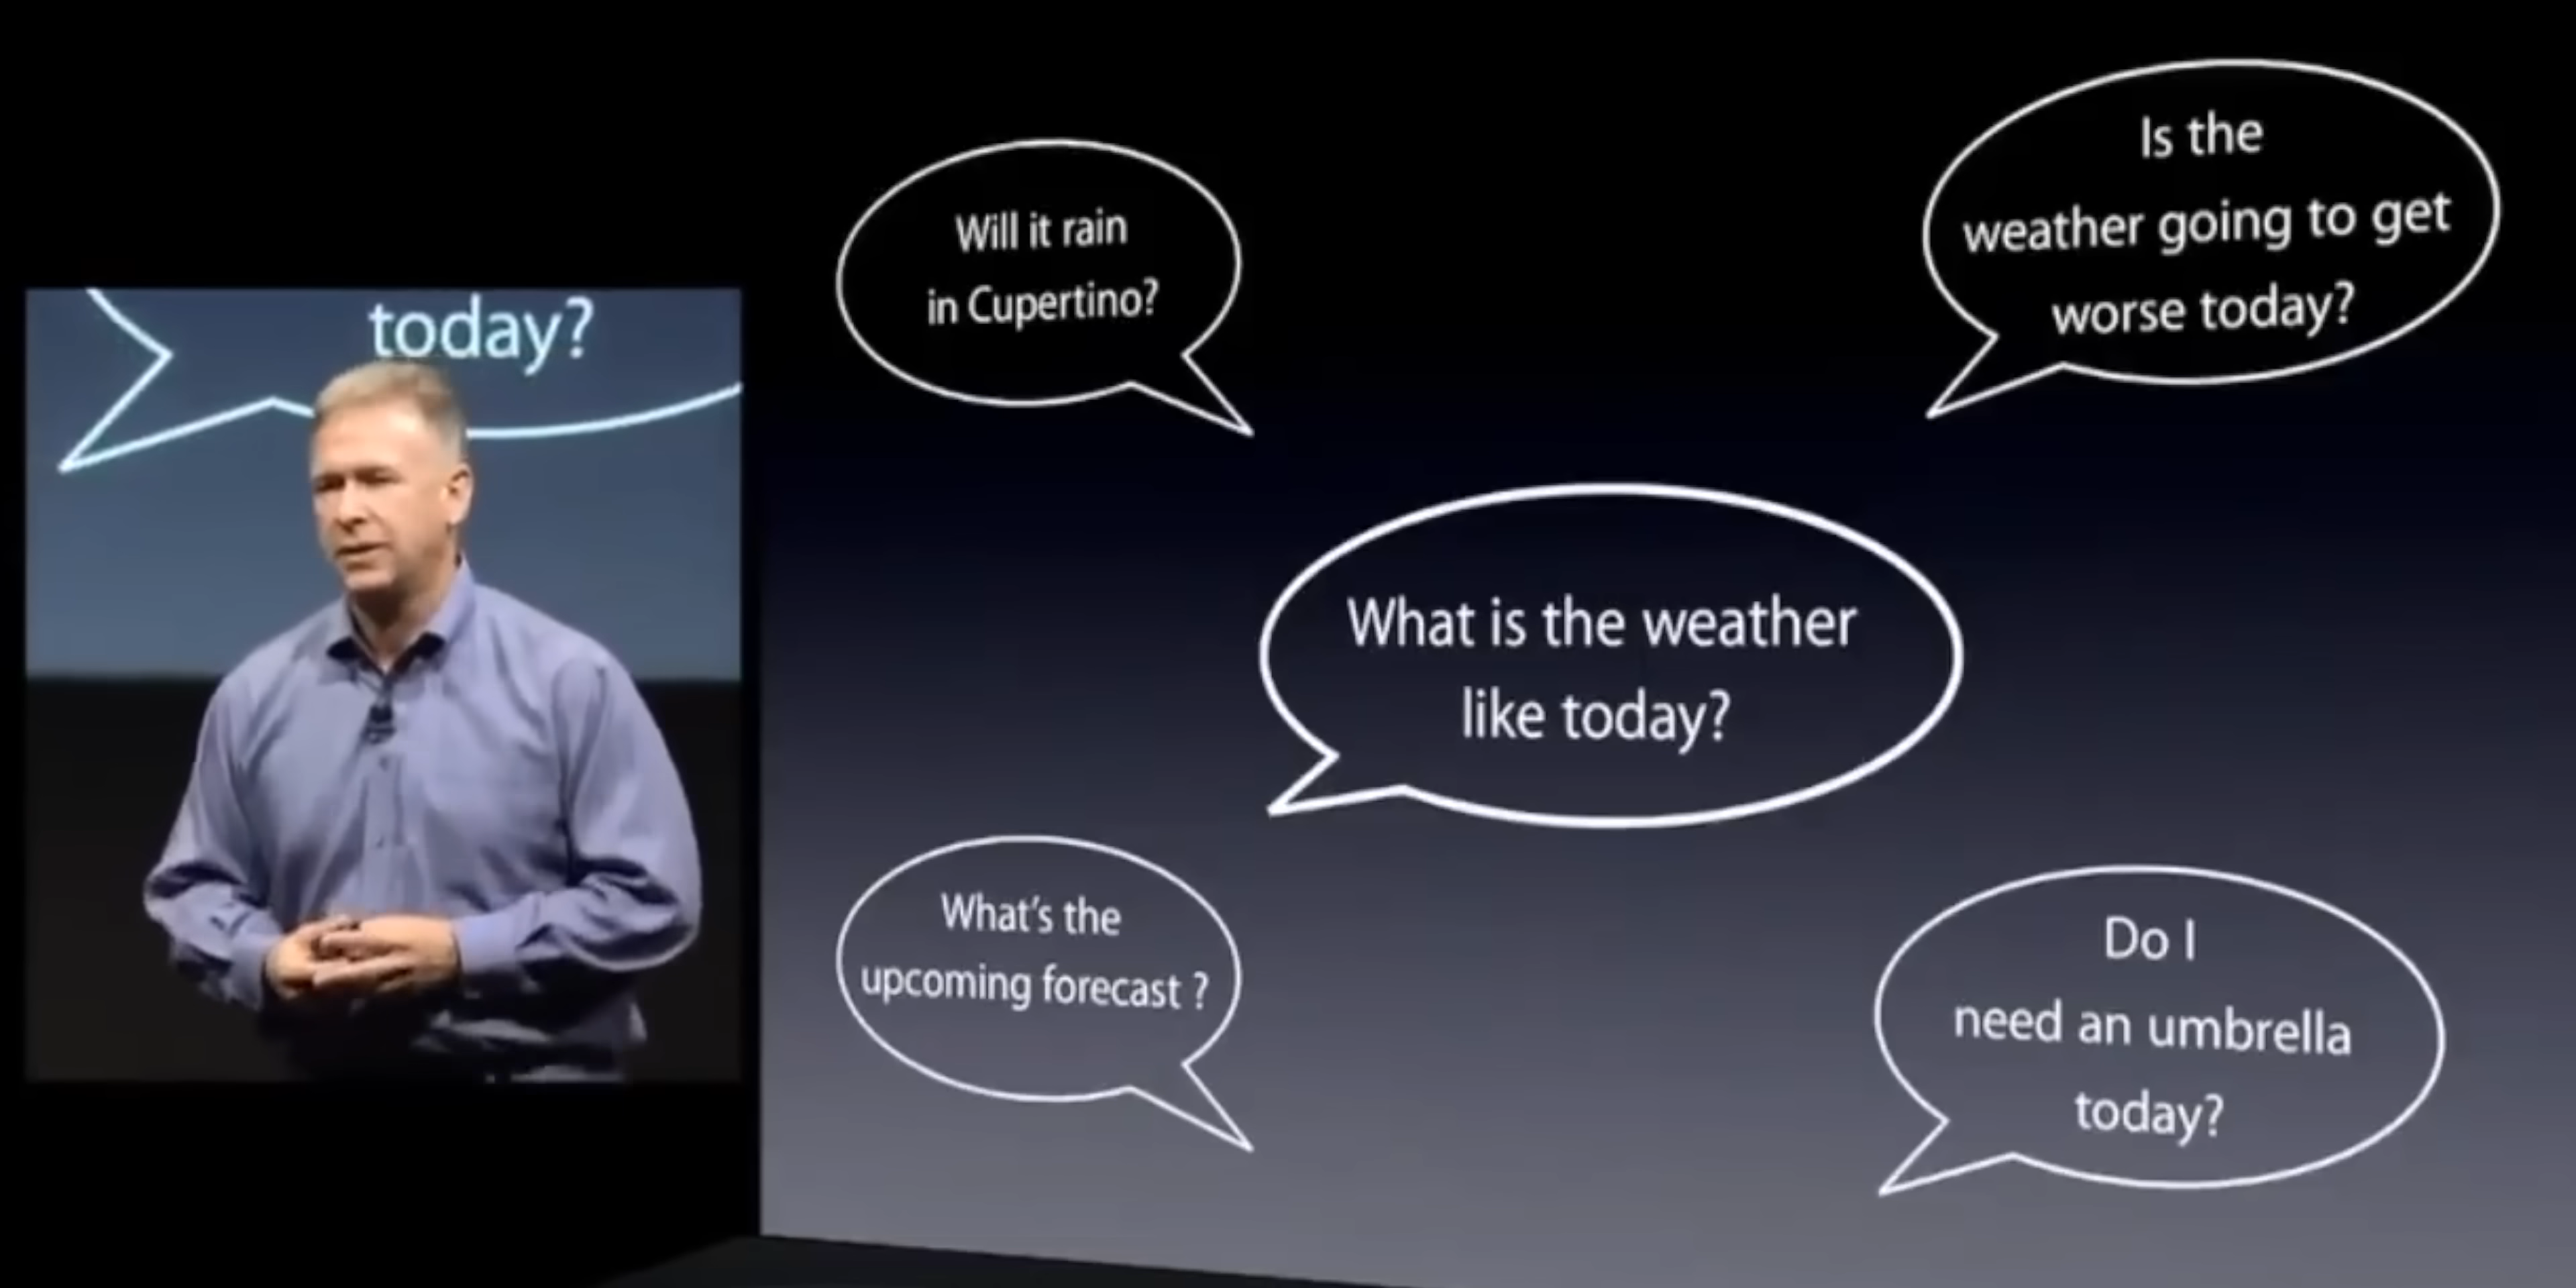 today?
Will it rain
in Cupertino?
Is the
weather going to get
worse today?
What is the weather
like today?
What's the
upcoming forecast ?
Do I
need an umbrella
today?